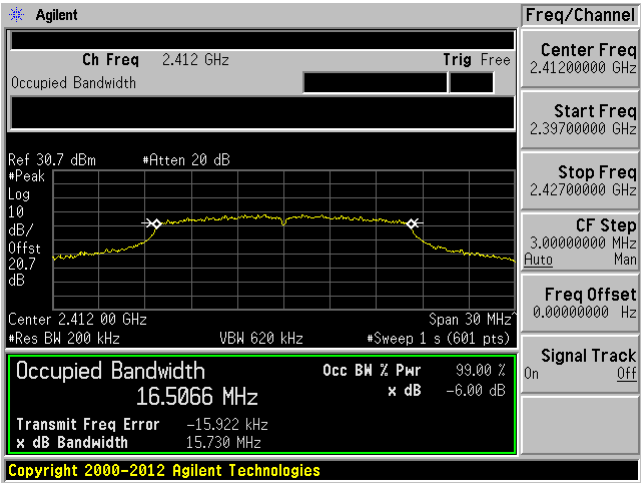 Agilent
Freq/Channel
Ch Freq 2.412 GHz Trig Free
Occupied Bandwidth
Center Freq
2.41200000 GHz
Start Freq
2.39700000 GHz
Stop Freq
2.42700000 GHz
CF Step
3.00000000 MHz
Auto Man
Freq Offset
0.00000000 Hz
Signal Track
On Off
Ref 30.7 dBm #Atten 20 dB
#Peak
Log
10
dB/
Offst
20.7
dB
Center 2.412 00 GHz Span 30 MHz^
#Res BW 200 kHz VBW 620 kHz #Sweep 1 s (601 pts)
Occupied Bandwidth Occ BW % Pwr 99.00 %
16.5066 MHz x dB -6.00 dB
Transmit Freq Error -15.922 kHz
x dB Bandwidth 15.730 MHz
Copyright 2000-2012 Agilent Technologies